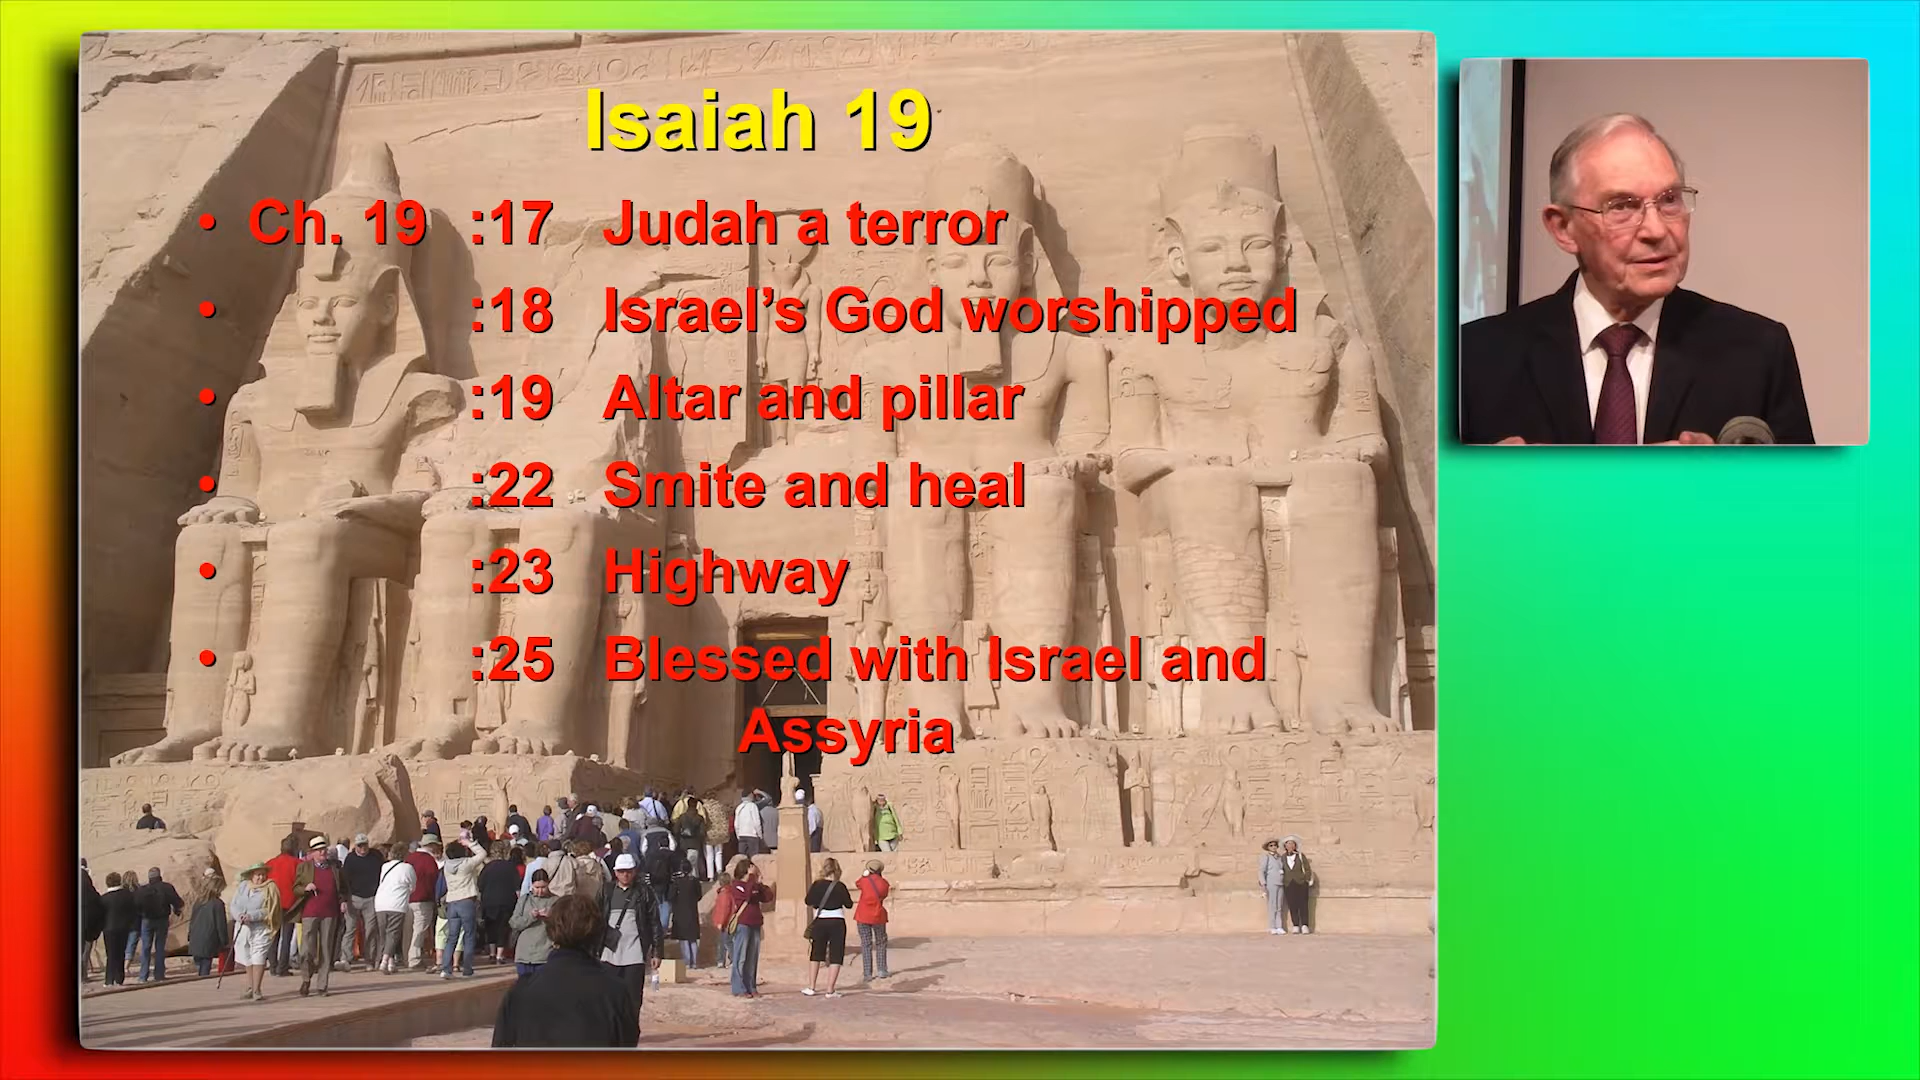 Isaiah 19
• Ch. 19 :17 Judah a terror
• :18 Israel’s God worshipped
• :19 Altar and pillar
• :22 Smite and heal
• :23 Highway
• :25 Blessed with Israel and
Assyria